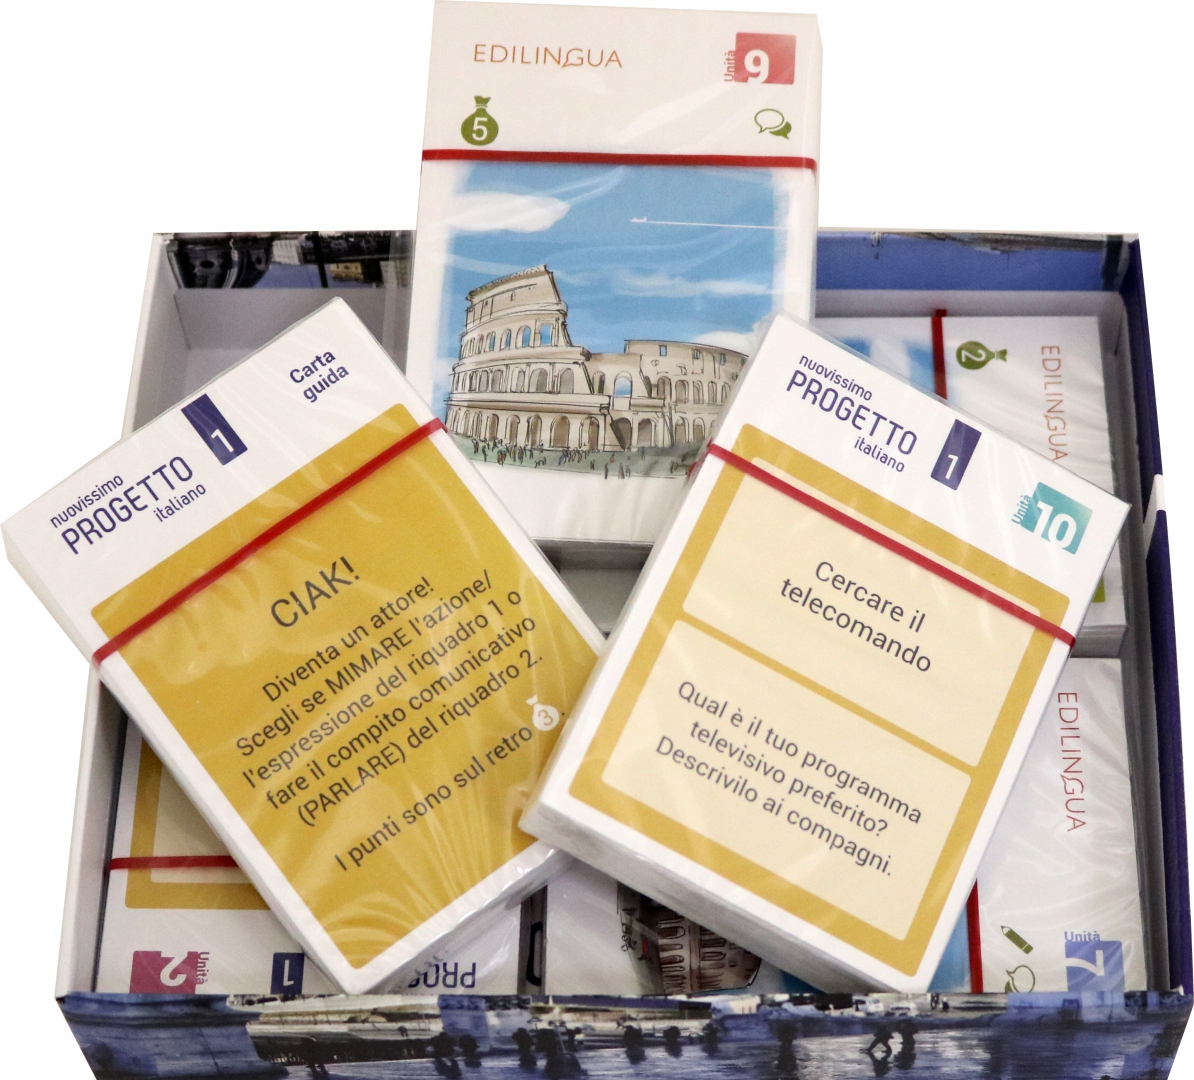 EDILINGUA
Unità 9
5
nuovissimo
PROGETTO 1
italiano
Carta
guida
CIAK!
Diventa un attore!
Scegli se MIMARE l'azione/
l'espressione del riquadro 1 o
fare il compito comunicativo
(PARLARE) del riquadro 2.
I punti sono sul retro 3.
nuovissimo
PROGETTO 1
italiano
Unità 10
Cercare il
telecomando
Qual è il tuo programma
televisivo preferito?
Descrivilo ai compagni.
2
EDILINGUA
EDILINGUA
Unità 7
Unità 2
1